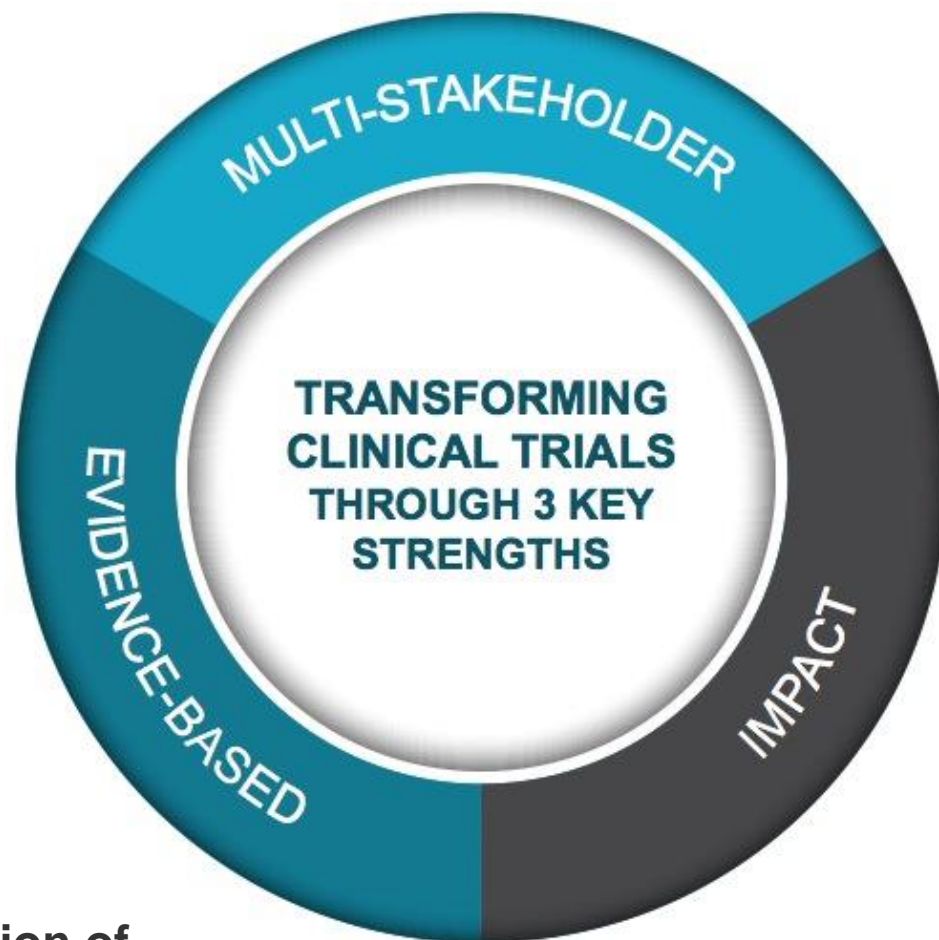 MULTI-STAKEHOLDER
TRANSFORMING
CLINICAL TRIALS
THROUGH 3 KEY
STRENGTHS
EVIDENCE-BASED
IMPACT